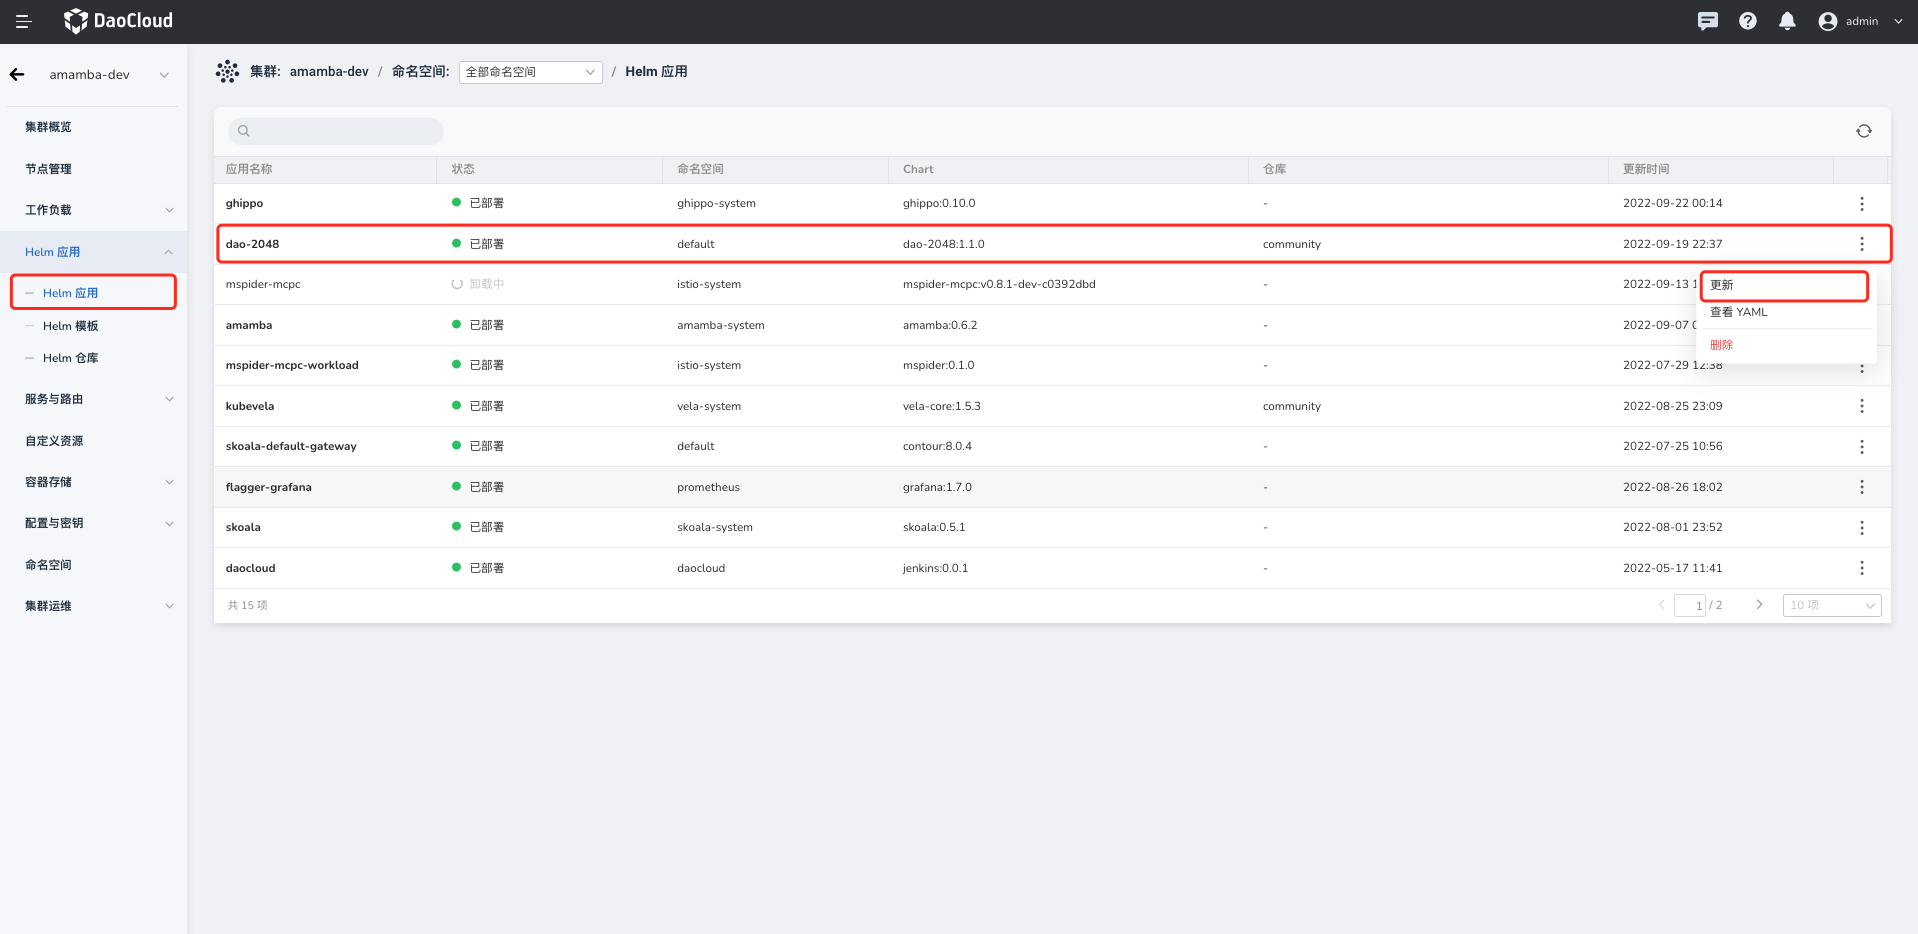 DaoCloud
admin
amamba-dev
集群概览
节点管理
工作负载
Helm 应用
Helm 应用
Helm 模板
Helm 仓库
服务与路由
自定义资源
容器存储
配置与密钥
命名空间
集群运维
集群: amamba-dev / 命名空间: 全部命名空间 / Helm 应用
应用名称 状态 命名空间 Chart 仓库 更新时间
ghippo 已部署 ghippo-system ghippo:0.10.0 - 2022-09-22 00:14
dao-2048 已部署 default dao-2048:1.1.0 community 2022-09-19 22:37
mspider-mcpc 卸载中 istio-system mspider-mcpc:v0.8.1-dev-c0392dbd - 2022-09-13
amamba 已部署 amamba-system amamba:0.6.2 - 2022-09-07
mspider-mcpc-workload 已部署 istio-system mspider:0.1.0 - 2022-07-29 12:38
kubevela 已部署 vela-system vela-core:1.5.3 community 2022-08-25 23:09
skoala-default-gateway 已部署 default contour:8.0.4 - 2022-07-25 10:56
flagger-grafana 已部署 prometheus grafana:1.7.0 - 2022-08-26 18:02
skoala 已部署 skoala-system skoala:0.5.1 - 2022-08-01 23:52
daocloud 已部署 daocloud jenkins:0.0.1 - 2022-05-17 11:41
更新
查看 YAML
删除
共 15 项 1 / 2 10 项